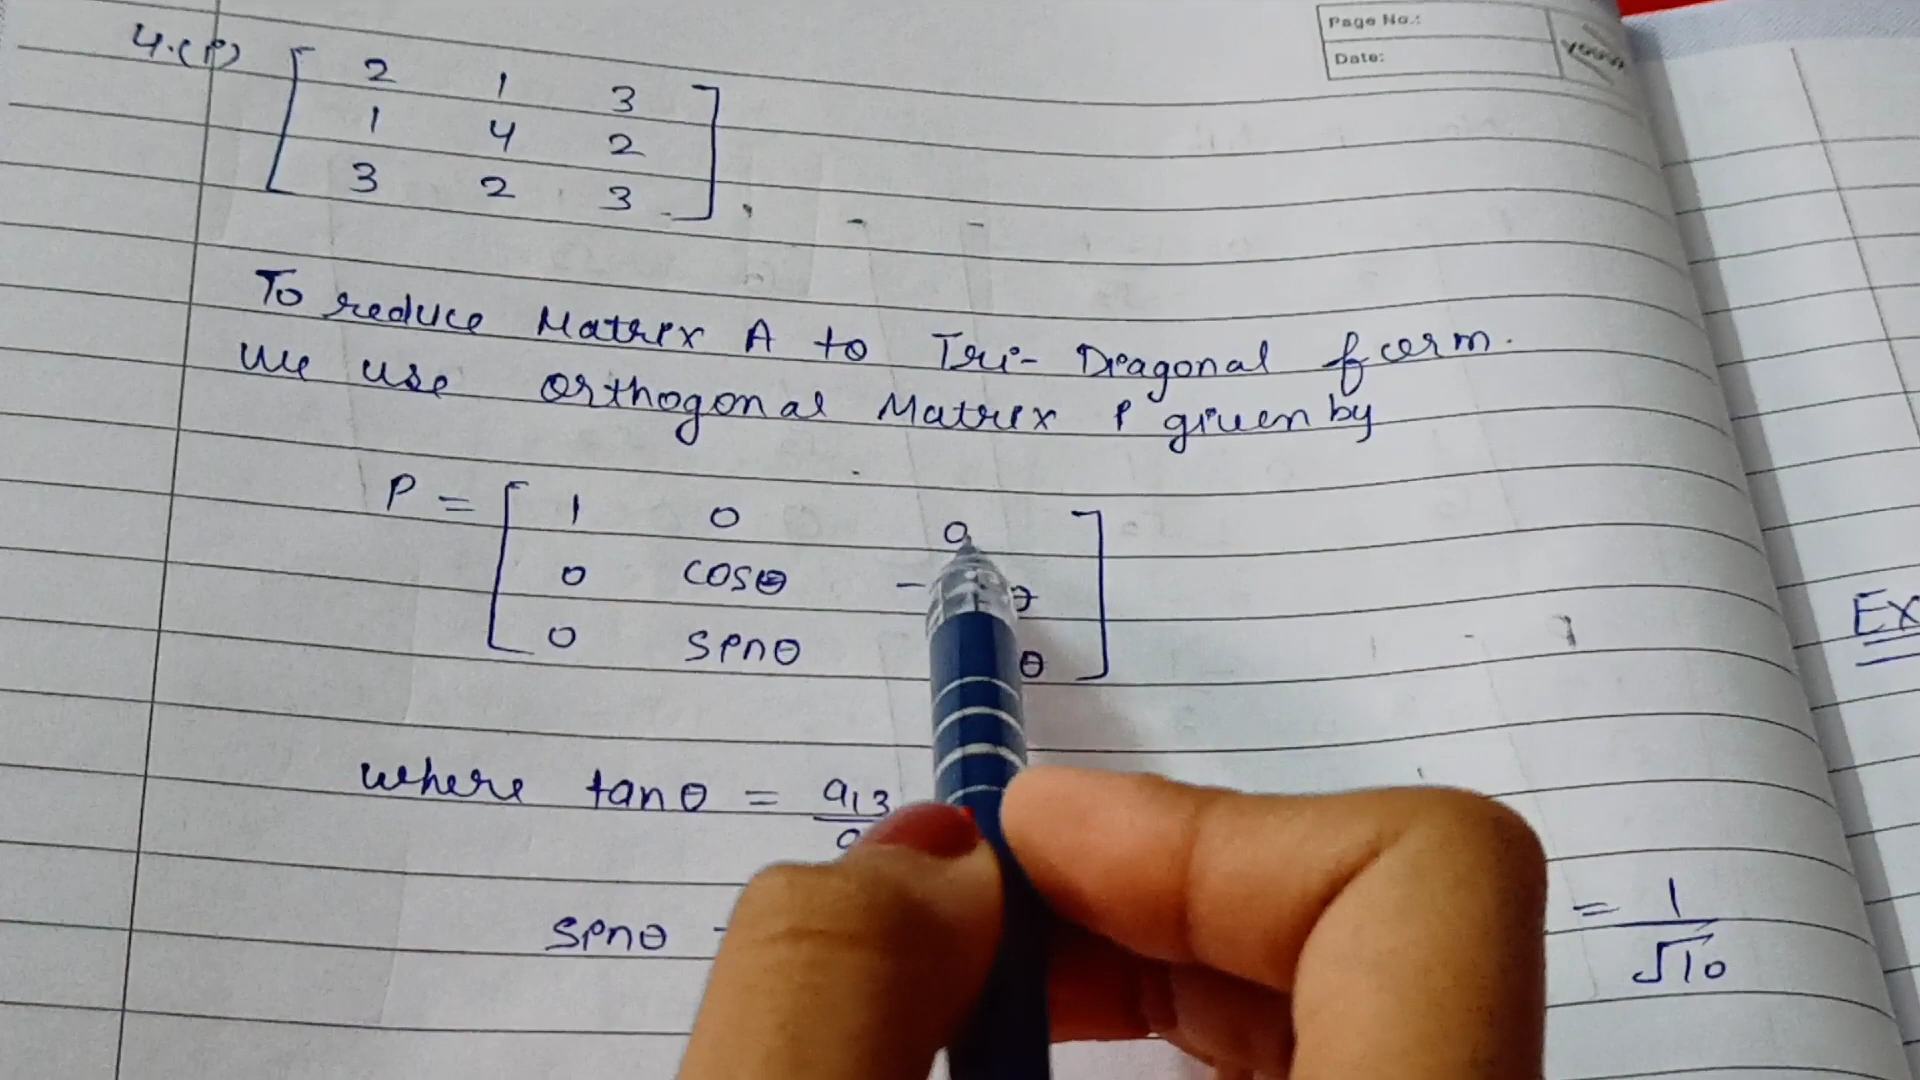 Page No.:
Date:
4.(i) [ 2 1 3
1 4 2
3 2 3 ]
To reduce Matrix A to Tri-Diagonal form.
we use orthogonal Matrix P given by
P = [ 1 0 0
0 cosθ -
0 sinθ θ ]
where tanθ = a13
sinθ
= 1/√10
Ex